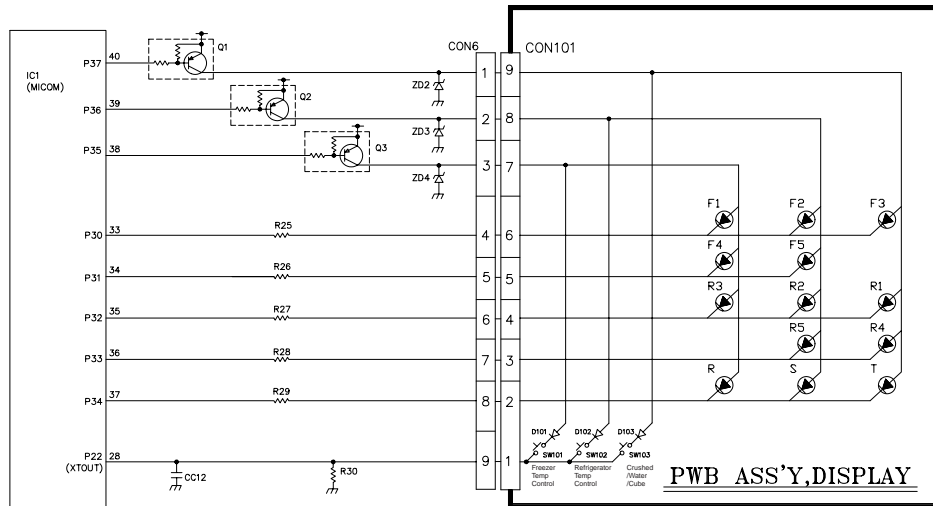 Q1
CON6
CON101
40
P37
IC1
(MICOM)
1
9
ZD2
39
Q2
P36
2
8
ZD3
38
Q3
P35
3
7
ZD4
F1
F2
F3
33
R25
P30
4
6
F4
F5
34
R26
P31
5
5
R3
R2
R1
35
R27
P32
6
4
R5
R4
36
R28
P33
7
3
R
S
T
37
R29
P34
8
2
D101
D102
D103
SW101
SW102
SW103
P22
28
(XTOUT)
9
1
CC12
R30
Freezer
Temp
Control
Refrigerator
Temp
Control
Crushed
/Water
/Cube
PWB ASS'Y,DISPLAY